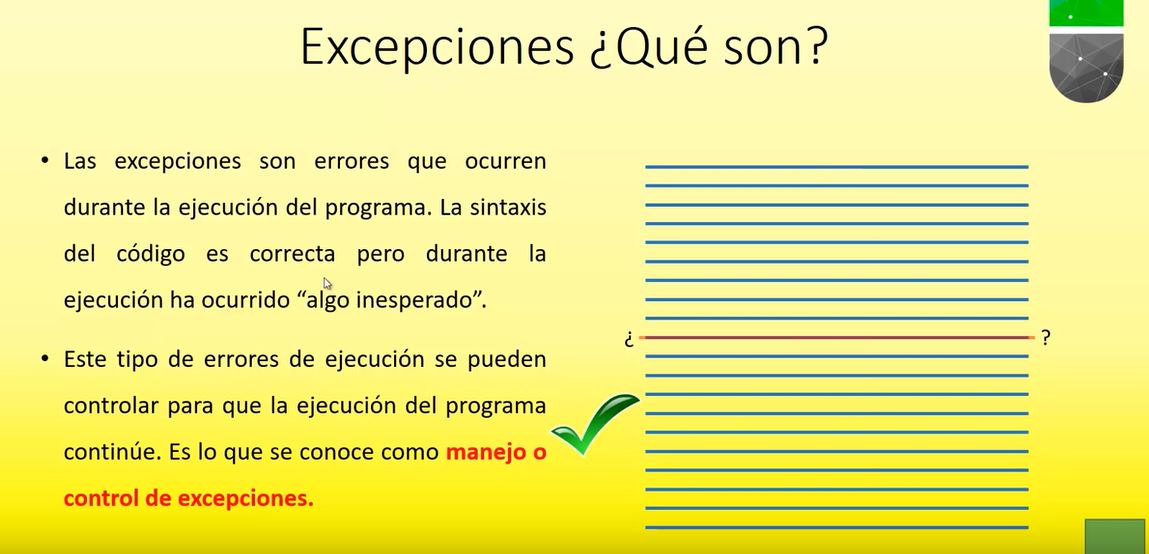 Excepciones ¿Qué son?
• Las excepciones son errores que ocurren
durante la ejecución del programa. La sintaxis
del código es correcta pero durante la
ejecución ha ocurrido “algo inesperado”.
• Este tipo de errores de ejecución se pueden
controlar para que la ejecución del programa
continúe. Es lo que se conoce como manejo o
control de excepciones.
¿ ?